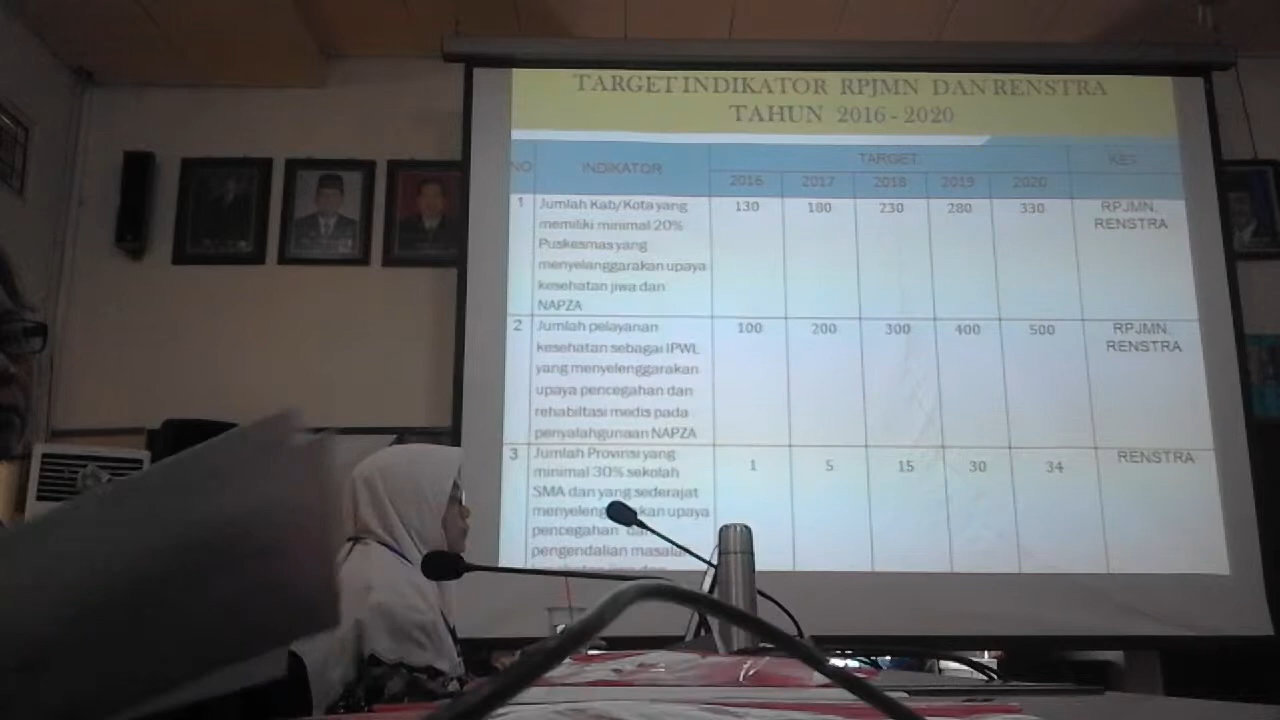 TARGET INDIKATOR RPJMN DAN RENSTRA
TAHUN 2016 - 2020
NO INDIKATOR TARGET KET
2016 2017 2018 2019 2020
1 Jumlah Kab/Kota yang 130 180 230 280 330 RPJMN,
memiliki minimal 20% RENSTRA
Puskesmas yang
menyelanggarakan upaya
kesehatan jiwa dan
NAPZA
2 Jumlah pelayanan 100 200 300 400 500 RPJMN,
kesehatan sebagai IPWL RENSTRA
yang menyelenggarakan
upaya pencegahan dan
rehabiltasi medis pada
penyalahgunaan NAPZA
3 Jumlah Provinsi yang 1 5 15 30 34 RENSTRA
minimal 30% sekolah
SMA dan yang sederajat
upaya
pencegahan
pengendalian masalah